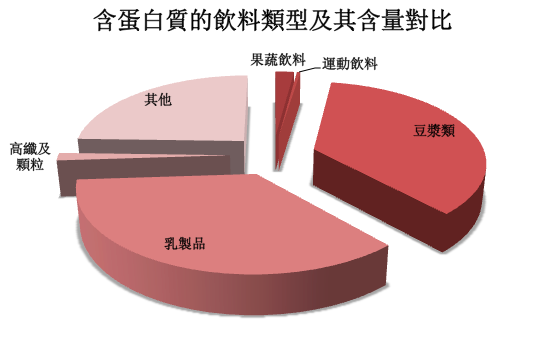 含蛋白質的飲料類型及其含量對比
果蔬飲料
運動飲料
其他
豆漿類
高纖及
顆粒
乳製品